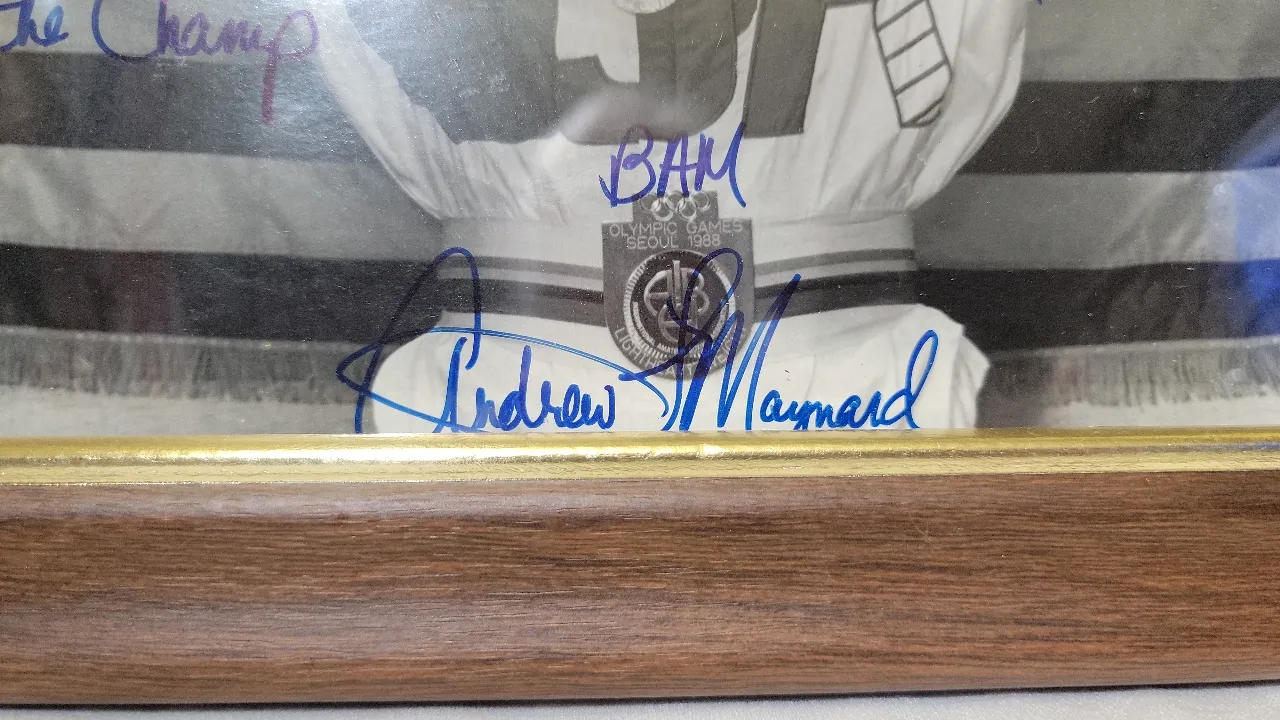 the Champ
BAM
OLYMPIC GAMES
SEOUL 1988
Andrew Maynard